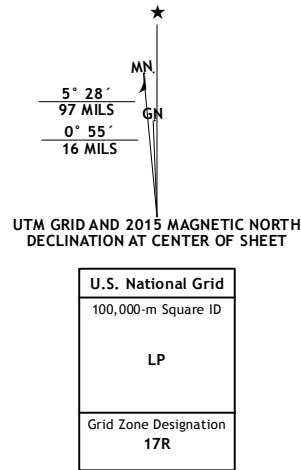 MN.
5° 28´
97 MILS
GN
0° 55´
16 MILS
UTM GRID AND 2015 MAGNETIC NORTH
DECLINATION AT CENTER OF SHEET
U.S. National Grid
100,000-m Square ID
LP
Grid Zone Designation
17R